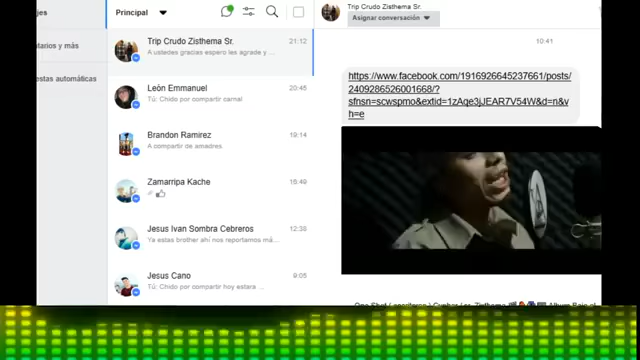 jes
Principal
Trip Crudo Zisthema Sr.
Asignar conversación
tarios y más
estas automáticas
Trip Crudo Zisthema Sr.
21:12
A ustedes gracias espero les agrade y ...
León Emmanuel
20:45
Tú: Chido por compartir carnal
Brandon Ramirez
19:14
A compartir de amadres.
Zamarripa Kache
16:49
Jesus Ivan Sombra Cebreros
12:38
Ya estas brother ahí nos reportamos má...
Jesus Cano
9:05
Tú: Chido por compartir hoy estara ...
10:41
https://www.facebook.com/1916926645237661/posts/
2409286526001668/?
sfnsn=scwspmo&extid=1zAqe3jJEAR7V54W&d=n&v
h=e